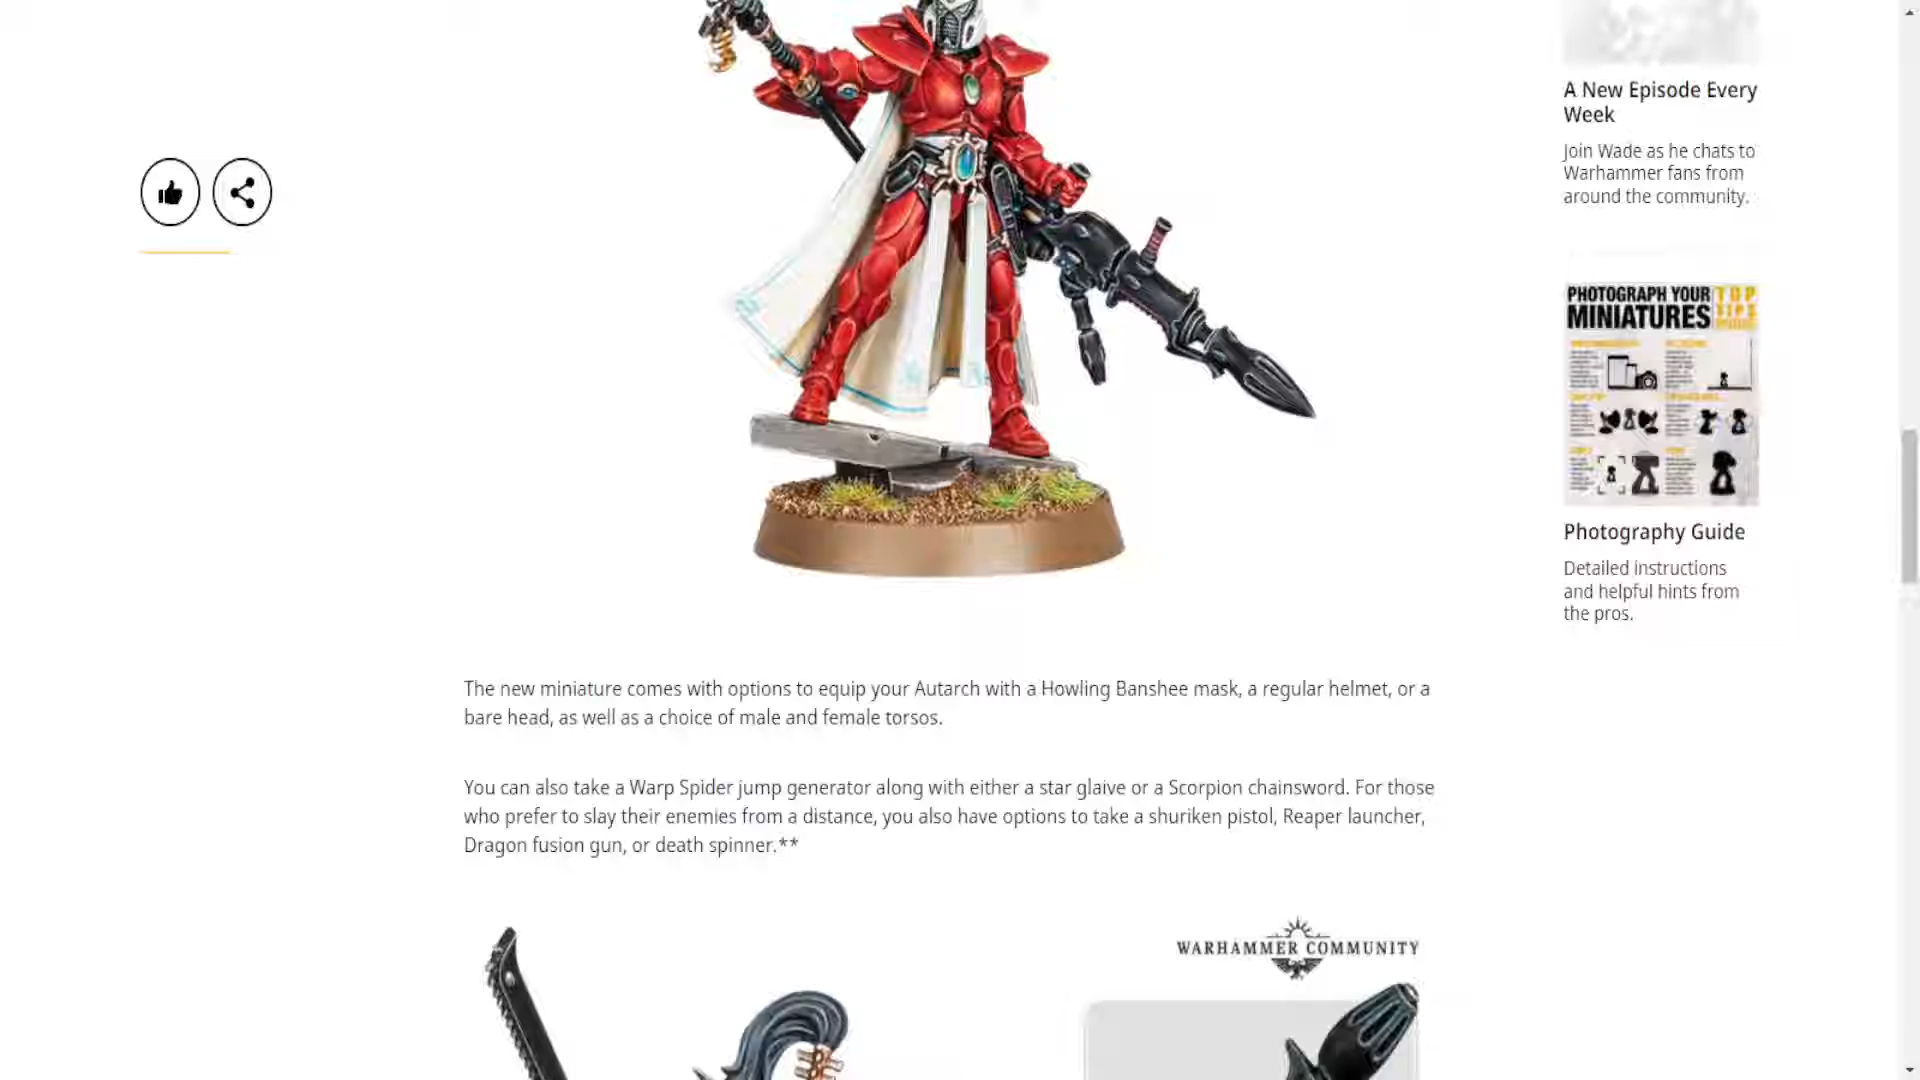 A New Episode Every
Week
Join Wade as he chats to
Warhammer fans from
around the community.
PHOTOGRAPH YOUR
MINIATURES
TOP
TIPS
Photography Guide
Detailed instructions
and helpful hints from
the pros.
The new miniature comes with options to equip your Autarch with a Howling Banshee mask, a regular helmet, or a
bare head, as well as a choice of male and female torsos.
You can also take a Warp Spider jump generator along with either a star glaive or a Scorpion chainsword. For those
who prefer to slay their enemies from a distance, you also have options to take a shuriken pistol, Reaper launcher,
Dragon fusion gun, or death spinner.**
WARHAMMER COMMUNITY